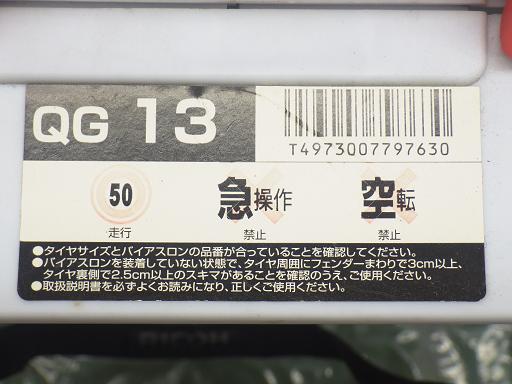 QG 13
T4973007797630
50
走行
急操作
禁止
空転
禁止
●タイヤサイズとバイアスロンの品番が合っていることを確認してください。
●バイアスロンを装着していない状態で、タイヤ周囲にフェンダーまわりで3cm以上、
タイヤ裏側で2.5cm以上のスキマがあることを確認のうえ、ご使用ください。
●取扱説明書を必ずよくお読みになり、正しくご使用ください。